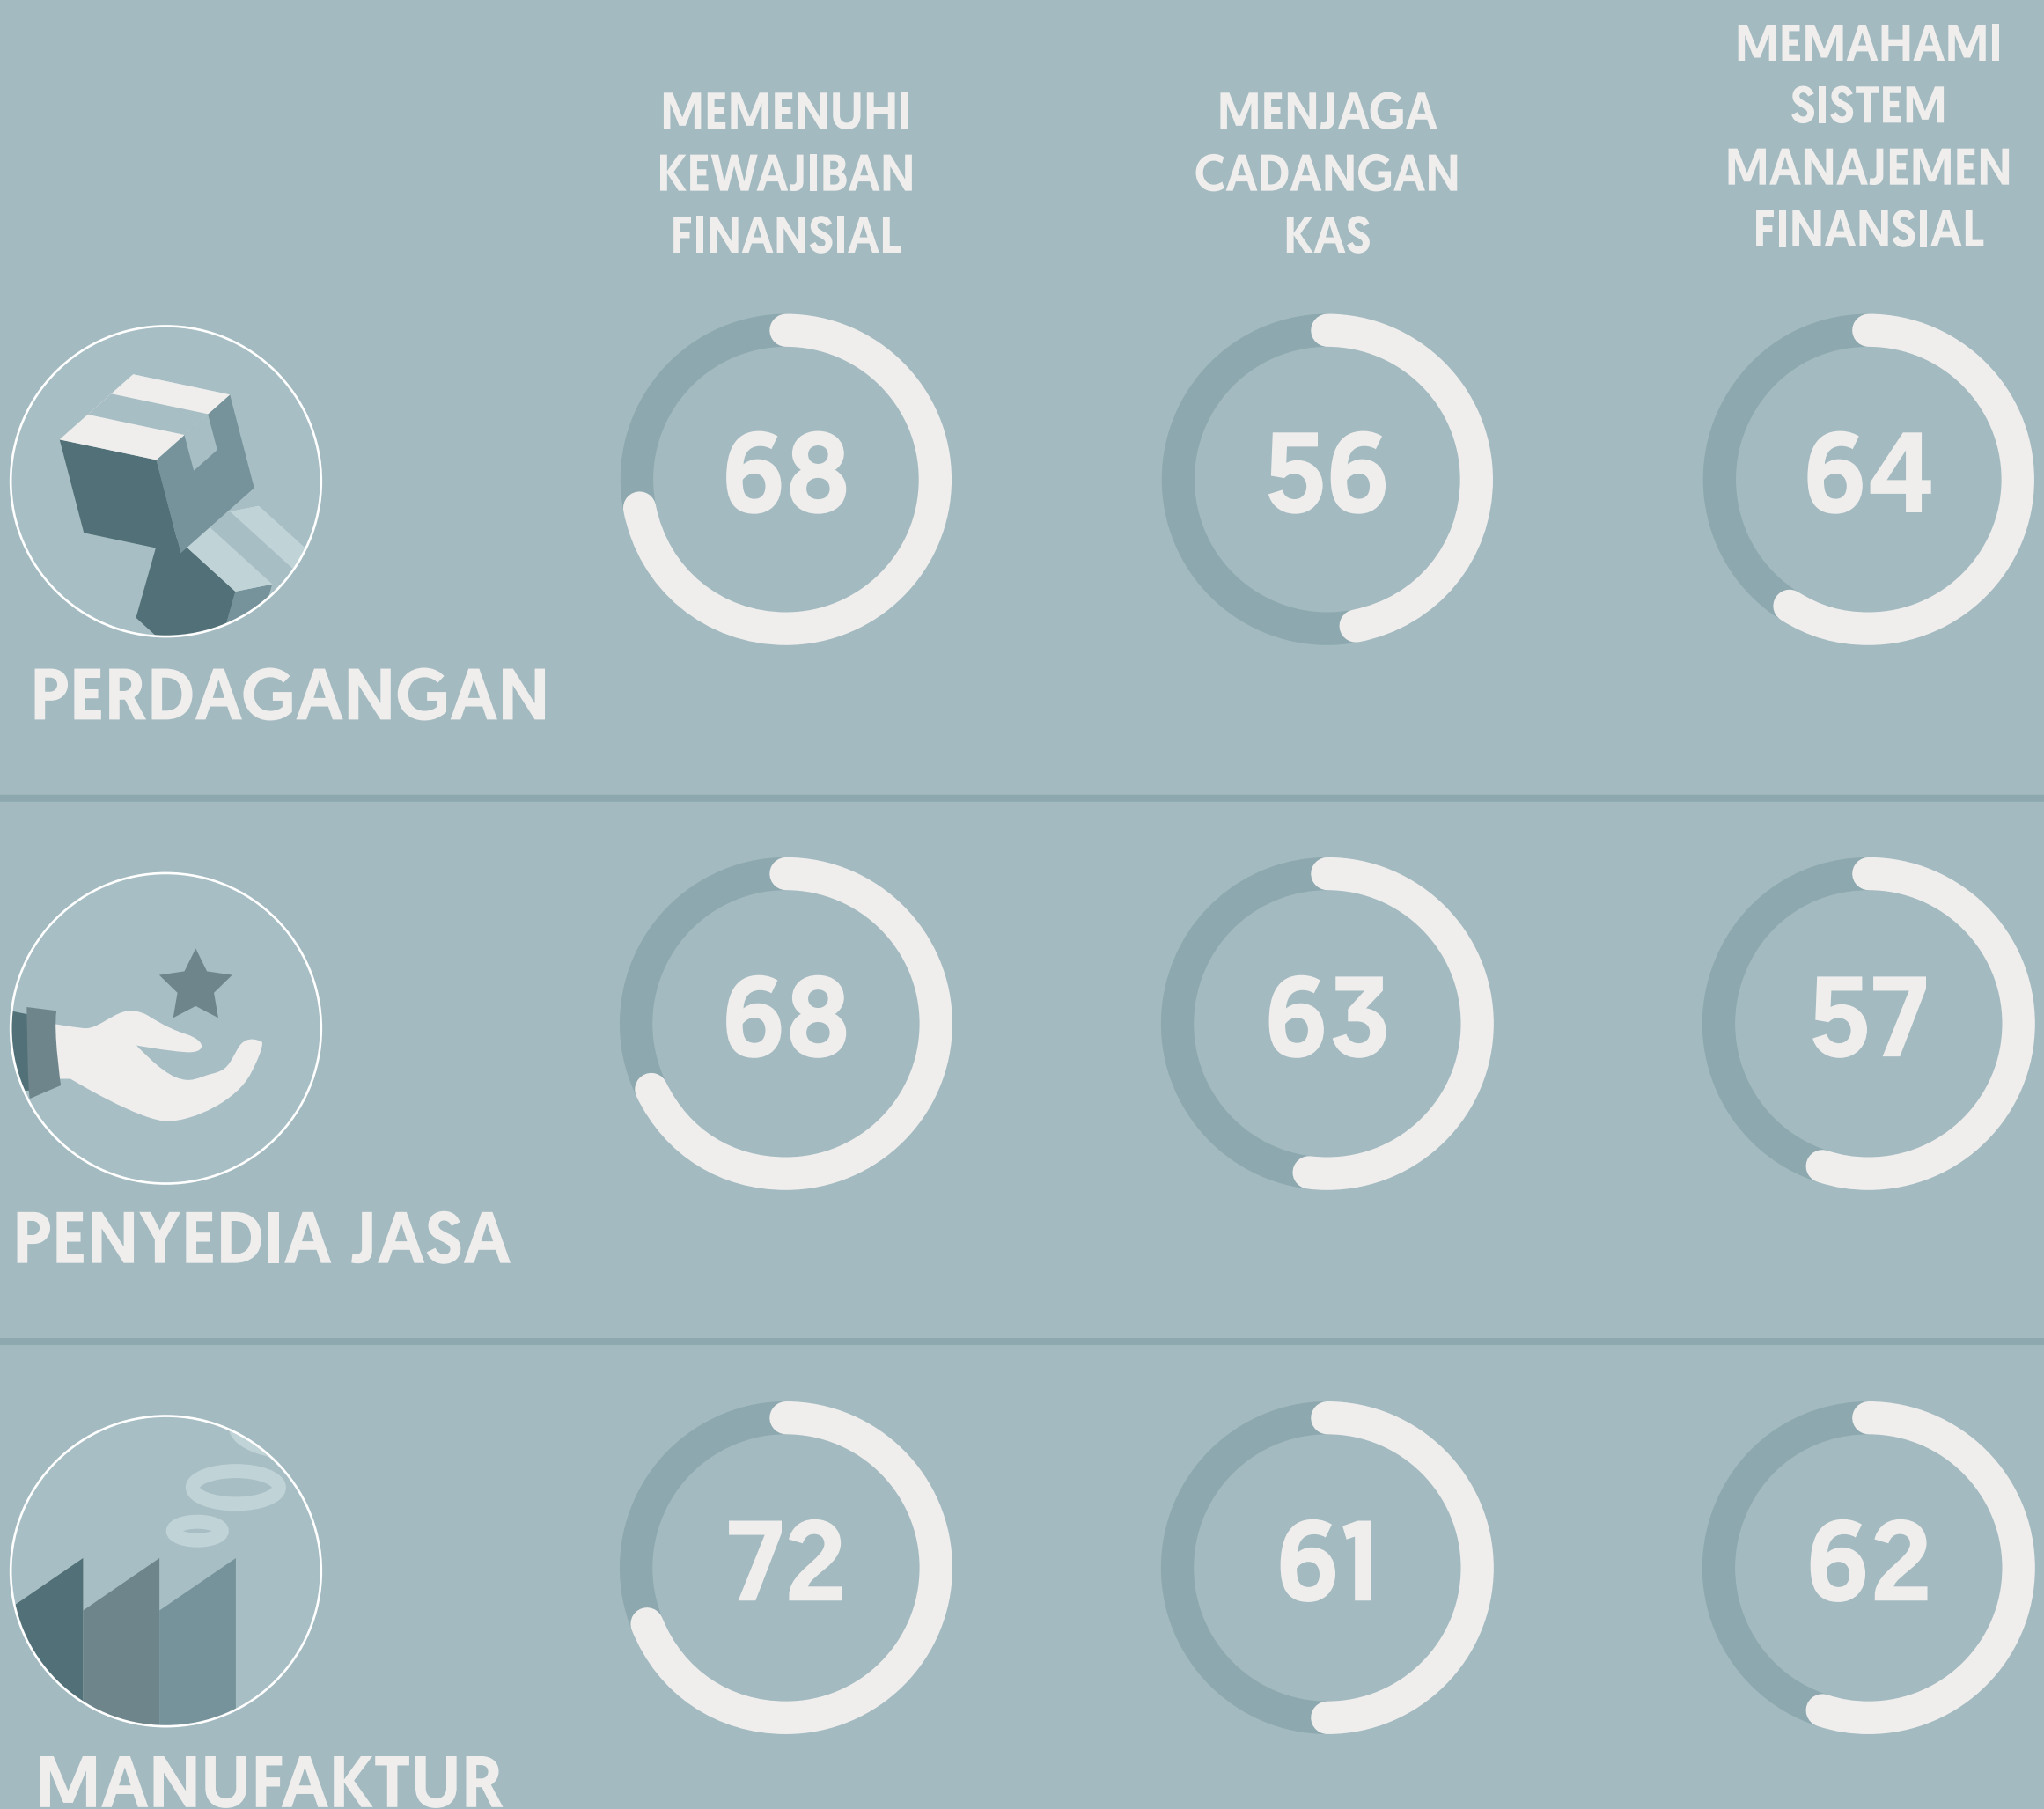 MEMENUHI
KEWAJIBAN
FINANSIAL
MENJAGA
CADANGAN
KAS
MEMAHAMI
SISTEM
MANAJEMEN
FINANSIAL
68
56
64
PERDAGANGAN
68
63
57
PENYEDIA JASA
72
61
62
MANUFAKTUR